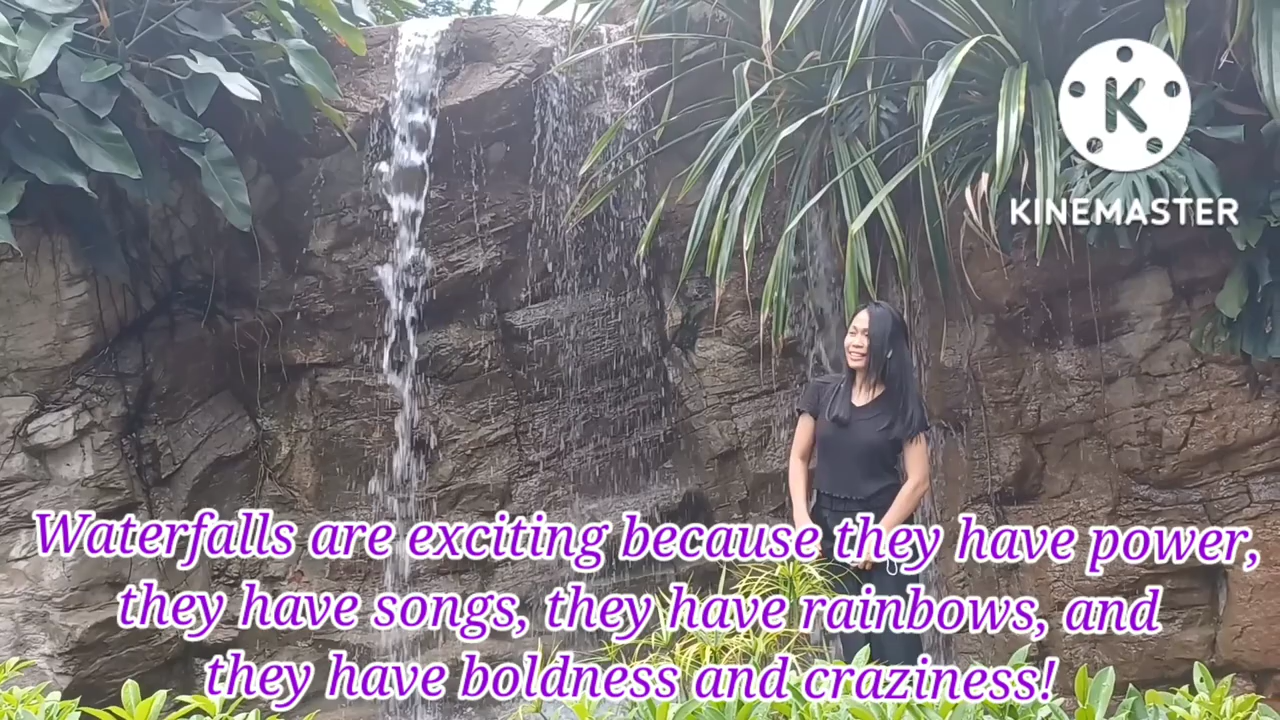 K
KINEMASTER
Waterfalls are exciting because they have power,
they have songs, they have rainbows, and
they have boldness and craziness!